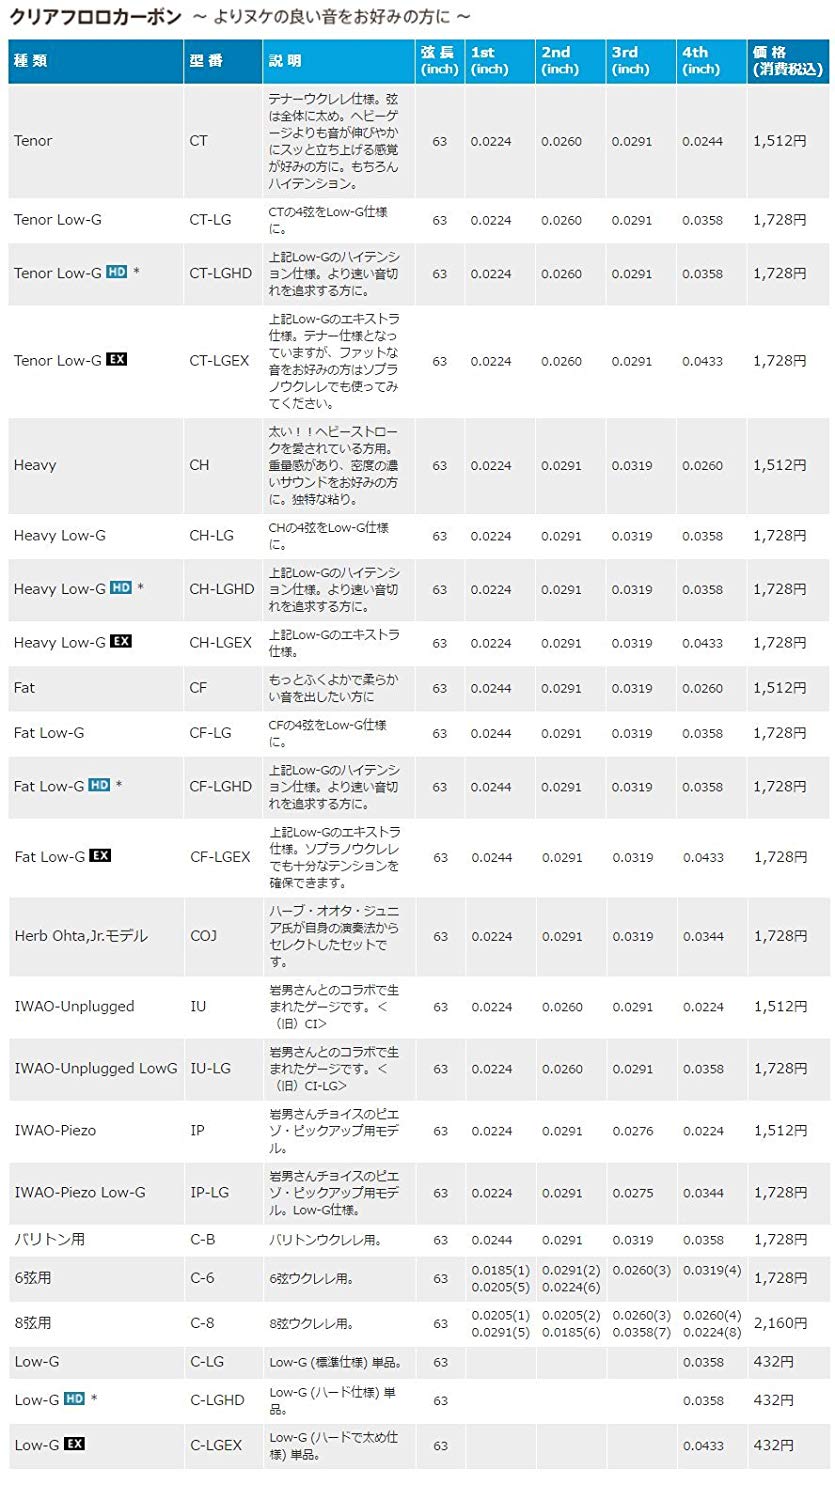 クリアフロロカーボン ～ よりヌケの良い音をお好みの方に ～
種 類 型 番 説 明 弦 長 (inch) 1st (inch) 2nd (inch) 3rd (inch) 4th (inch) 価 格 (消費税込)
Tenor CT テナーウクレレ仕様。弦
は全体に太め。ヘビーゲ
ージよりも音が伸びやか
にスッと立ち上げる感覚
が好みの方に。もちろん
ハイテンション。 63 0.0224 0.0260 0.0291 0.0244 1,512円
Tenor Low-G CT-LG CTの4弦をLow-G仕様
に。 63 0.0224 0.0260 0.0291 0.0358 1,728円
Tenor Low-G HD * CT-LGHD 上記Low-Gのハイテンシ
ョン仕様。より速い音切
れを追求する方に。 63 0.0224 0.0260 0.0291 0.0358 1,728円
Tenor Low-G EX CT-LGEX 上記Low-Gのエキストラ
仕様。テナー仕様となっ
ていますが、ファットな
音をお好みの方はソプラ
ノウクレレでも使ってみ
てください。 63 0.0224 0.0260 0.0291 0.0433 1,728円
Heavy CH 太い！！ヘビーストロー
クを愛されている方用。
重量感があり、密度の濃
いサウンドをお好みの方
に。独特な粘り。 63 0.0224 0.0291 0.0319 0.0260 1,512円
Heavy Low-G CH-LG CHの4弦をLow-G仕様
に。 63 0.0224 0.0291 0.0319 0.0358 1,728円
Heavy Low-G HD * CH-LGHD 上記Low-Gのハイテンシ
ョン仕様。より速い音切
れを追求する方に。 63 0.0224 0.0291 0.0319 0.0358 1,728円
Heavy Low-G EX CH-LGEX 上記Low-Gのエキストラ
仕様。 63 0.0224 0.0291 0.0319 0.0433 1,728円
Fat CF もっとふくよかで柔らか
い音を出したい方に 63 0.0244 0.0291 0.0319 0.0260 1,512円
Fat Low-G CF-LG CFの4弦をLow-G仕様
に。 63 0.0244 0.0291 0.0319 0.0358 1,728円
Fat Low-G HD * CF-LGHD 上記Low-Gのハイテンシ
ョン仕様。より速い音切
れを追求する方に。 63 0.0244 0.0291 0.0319 0.0358 1,728円
Fat Low-G EX CF-LGEX 上記Low-Gのエキストラ
仕様。ソプラノウクレレ
でも十分なテンションを
確保できます。 63 0.0244 0.0291 0.0319 0.0433 1,728円
Herb Ohta,Jr.モデル COJ ハーブ・オオタ・ジュニ
ア氏が自身の演奏法から
セレクトしたセットで
す。 63 0.0224 0.0291 0.0319 0.0344 1,728円
IWAO-Unplugged IU 岩男さんとのコラボで生
まれたゲージです。＜
（旧）CI＞ 63 0.0224 0.0260 0.0291 0.0224 1,512円
IWAO-Unplugged LowG IU-LG 岩男さんとのコラボで生
まれたゲージです。＜
（旧）CI-LG＞ 63 0.0224 0.0260 0.0291 0.0358 1,728円
IWAO-Piezo IP 岩男さんチョイスのピエ
ゾ・ピックアップ用モデ
ル。 63 0.0224 0.0291 0.0276 0.0224 1,512円
IWAO-Piezo Low-G IP-LG 岩男さんチョイスのピエ
ゾ・ピックアップ用モデ
ル。Low-G仕様。 63 0.0224 0.0291 0.0275 0.0344 1,728円
バリトン用 C-B バリトンウクレレ用。 63 0.0244 0.0291 0.0319 0.0358 1,728円
6弦用 C-6 6弦ウクレレ用。 63 0.0185(1) 0.0291(2) 0.0260(3) 0.0319(4) 1,728円
0.0205(5) 0.0224(6)
8弦用 C-8 8弦ウクレレ用。 63 0.0205(1) 0.0205(2) 0.0260(3) 0.0260(4) 2,160円
0.0291(5) 0.0185(6) 0.0358(7) 0.0224(8)
Low-G C-LG Low-G (標準仕様) 単品。 63 0.0358 432円
Low-G HD * C-LGHD Low-G (ハード仕様) 単
品。 63 0.0358 432円
Low-G EX C-LGEX Low-G (ハードで太め仕
様) 単品。 63 0.0433 432円